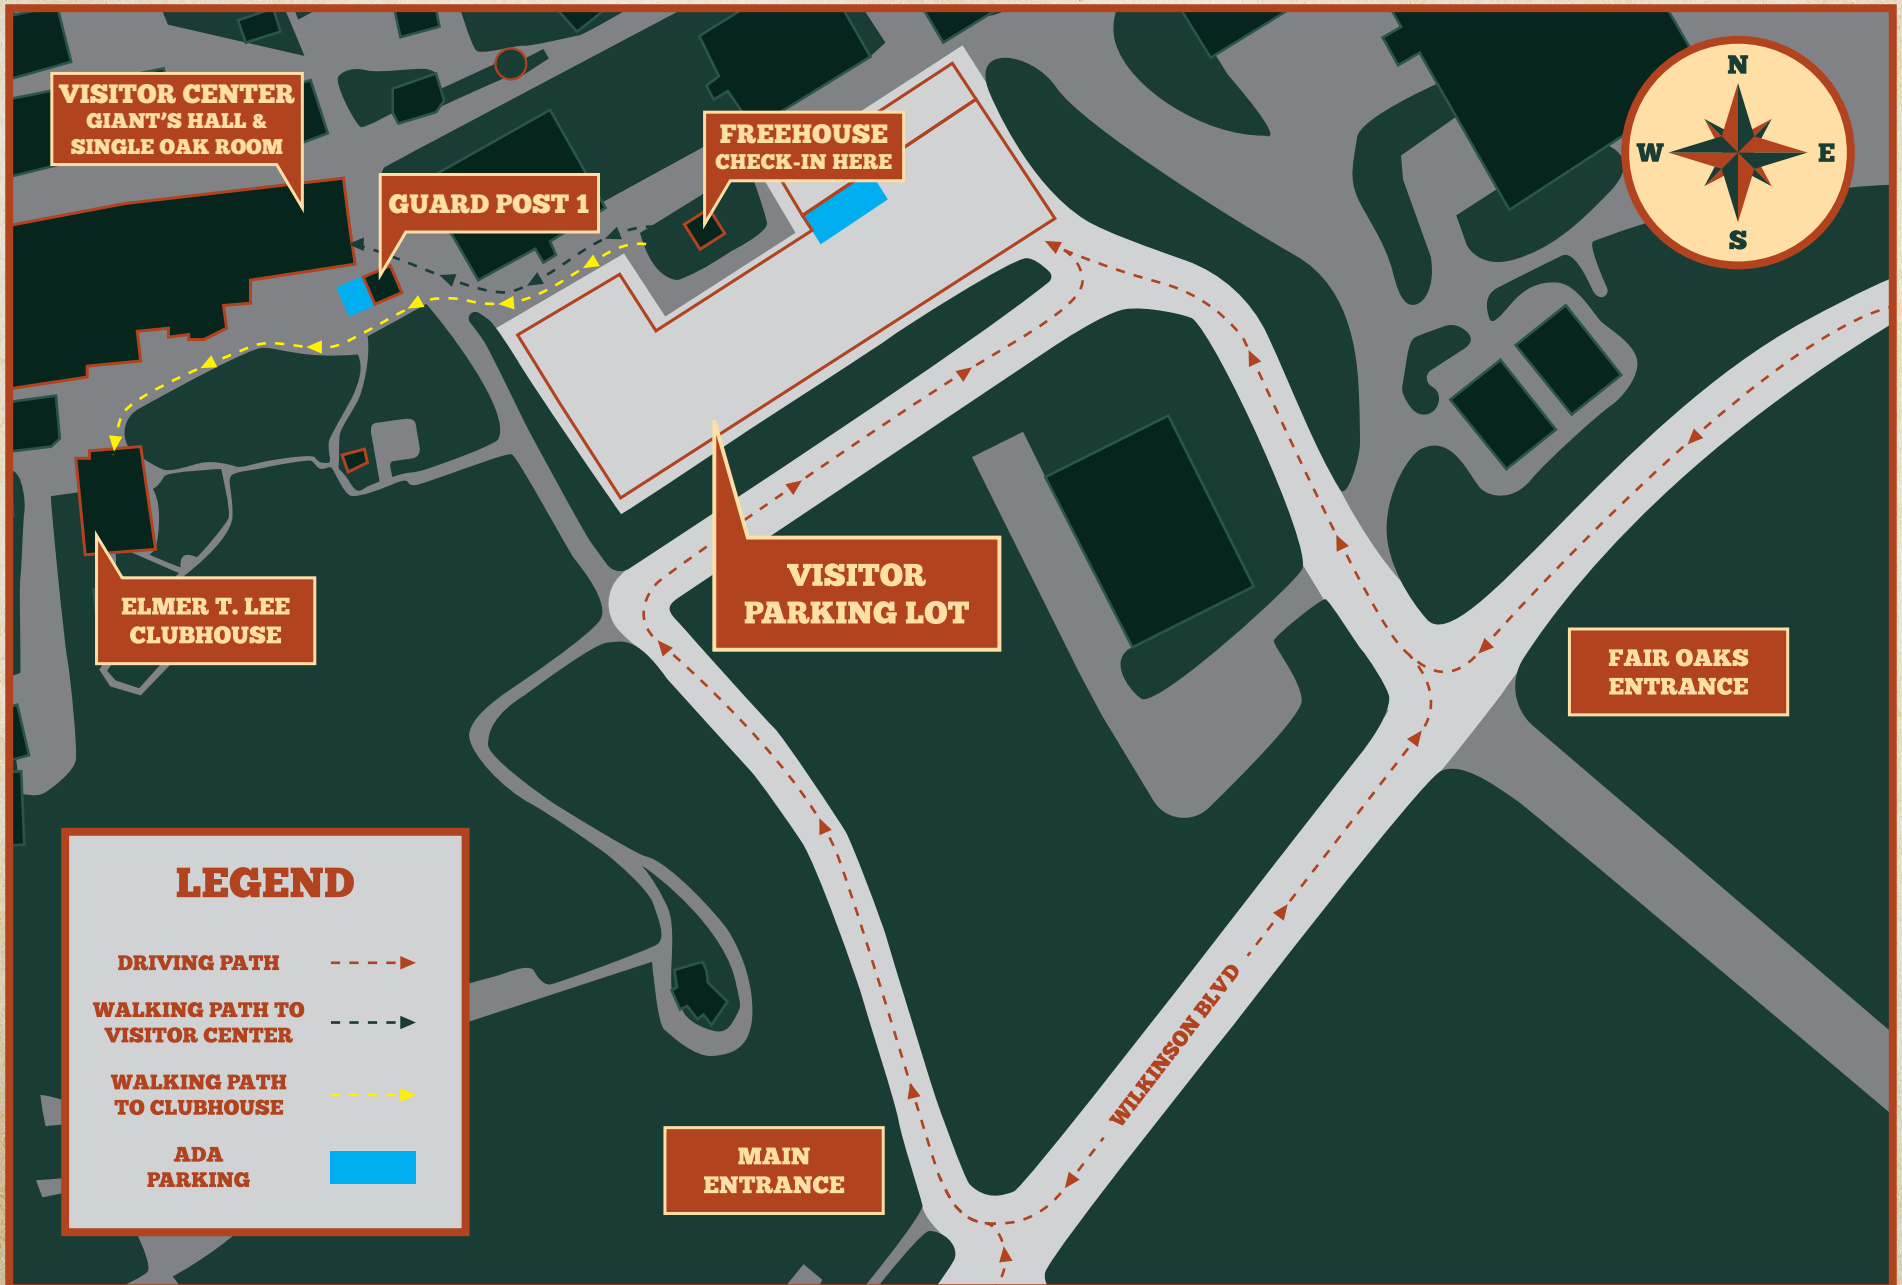 VISITOR CENTER
GIANT'S HALL &
SINGLE OAK ROOM
GUARD POST 1
FREEHOUSE
CHECK-IN HERE
N
W
E
S
VISITOR
PARKING LOT
ELMER T. LEE
CLUBHOUSE
FAIR OAKS
ENTRANCE
WILKINSON BLVD
MAIN
ENTRANCE
LEGEND
DRIVING PATH
WALKING PATH TO
VISITOR CENTER
WALKING PATH
TO CLUBHOUSE
ADA
PARKING